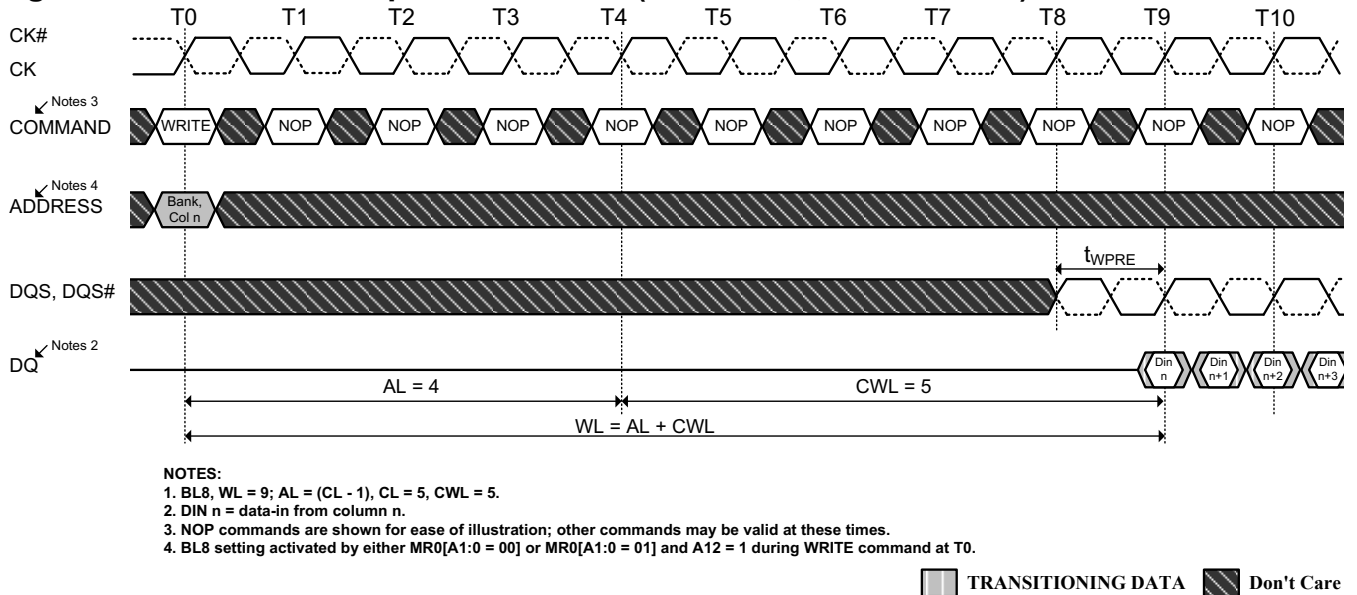 T0 T1 T2 T3 T4 T5 T6 T7 T8 T9 T10
CK#
CK
Notes 3
COMMAND
WRITE NOP NOP NOP NOP NOP NOP NOP NOP NOP NOP
Notes 4
ADDRESS
Bank,
Col n
tWPRE
DQS, DQS#
Notes 2
DQ
Din
n
Din
n+1
Din
n+2
Din
n+3
AL = 4
CWL = 5
WL = AL + CWL
NOTES:
1. BL8, WL = 9; AL = (CL - 1), CL = 5, CWL = 5.
2. DIN n = data-in from column n.
3. NOP commands are shown for ease of illustration; other commands may be valid at these times.
4. BL8 setting activated by either MR0[A1:0 = 00] or MR0[A1:0 = 01] and A12 = 1 during WRITE command at T0.
TRANSITIONING DATA Don't Care